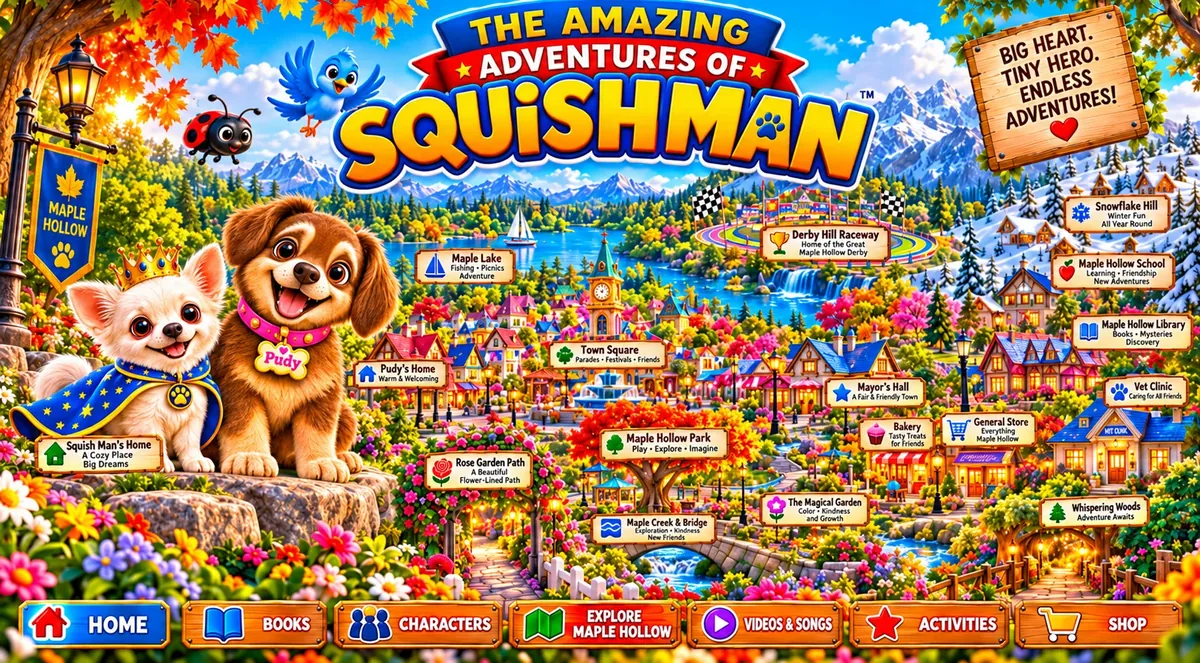 THE AMAZING
ADVENTURES OF
SQUiSHMAN™
BIG HEART.
TINY HERO.
ENDLESS
ADVENTURES!
MAPLE
HOLLOW
Snowflake Hill
Winter Fun
All Year Round
Derby Hill Raceway
Home of the Great
Maple Hollow Derby
Maple Lake
Fishing • Picnics
Adventure
Maple Hollow School
Learning • Friendship
New Adventures
Maple Hollow Library
Books • Mysteries
Discovery
Town Square
Parades • Festivals • Friends
Pudy
Pudy's Home
Warm & Welcoming
Mayor's Hall
A Fair & Friendly Town
Vet Clinic
Caring for All Friends
Bakery
Tasty Treats
for Friends
General Store
Everything
Maple Hollow
Maple Hollow Park
Play • Explore • Imagine
Squish Man's Home
A Cozy Place
Big Dreams
Rose Garden Path
A Beautiful
Flower-Lined Path
The Magical Garden
Color • Kindness
and Growth
Maple Creek & Bridge
Exploration • Kindness
New Friends
Whispering Woods
Adventure Awaits
HOME
BOOKS
CHARACTERS
EXPLORE
MAPLE HOLLOW
VIDEOS & SONGS
ACTIVITIES
SHOP